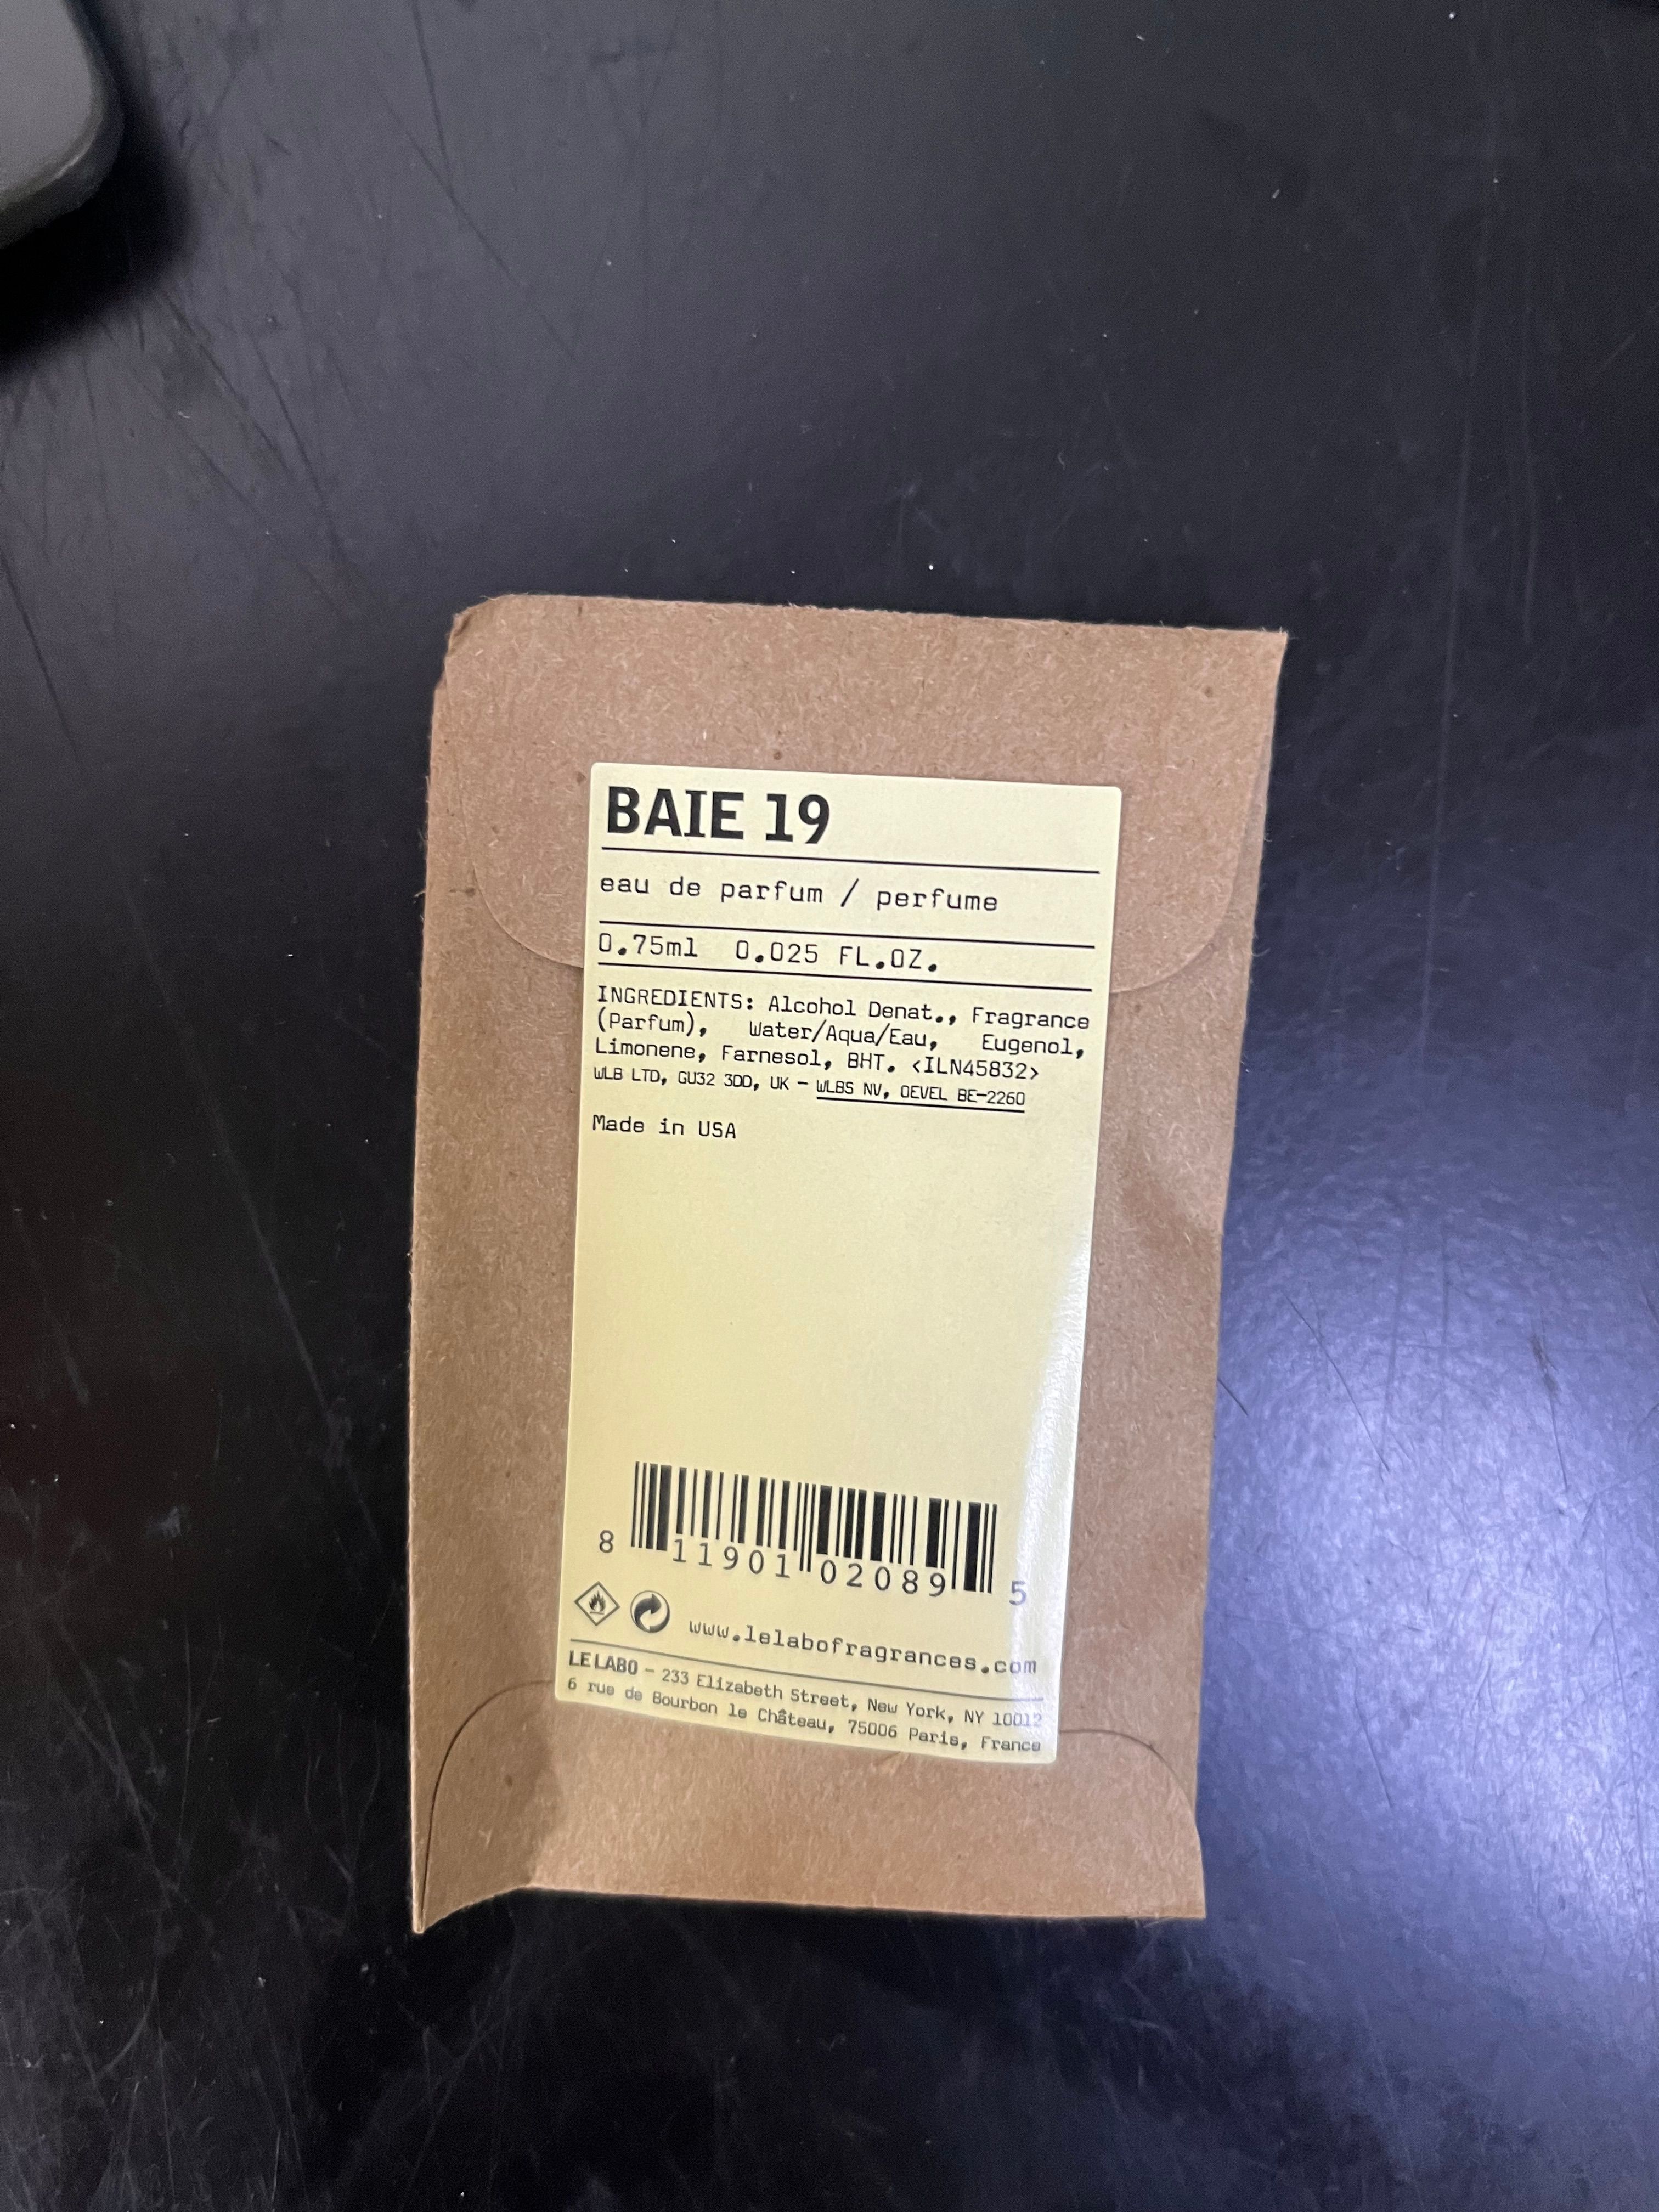 BAIE 19
eau de parfum / perfume
0.75ml 0.025 FL.OZ.
INGREDIENTS: Alcohol Denat., Fragrance
(Parfum), Water/Aqua/Eau, Eugenol,
Limonene, Farnesol, BHT. <ILN45832>
WLB LTD, GU32 3DD, UK - WLBS NV, OEVEL BE-2260
Made in USA
8 11901 02089 5
www.lelabofragrances.com
LE LABO - 233 Elizabeth Street, New York, NY 10012
6 rue de Bourbon le Château, 75006 Paris, France